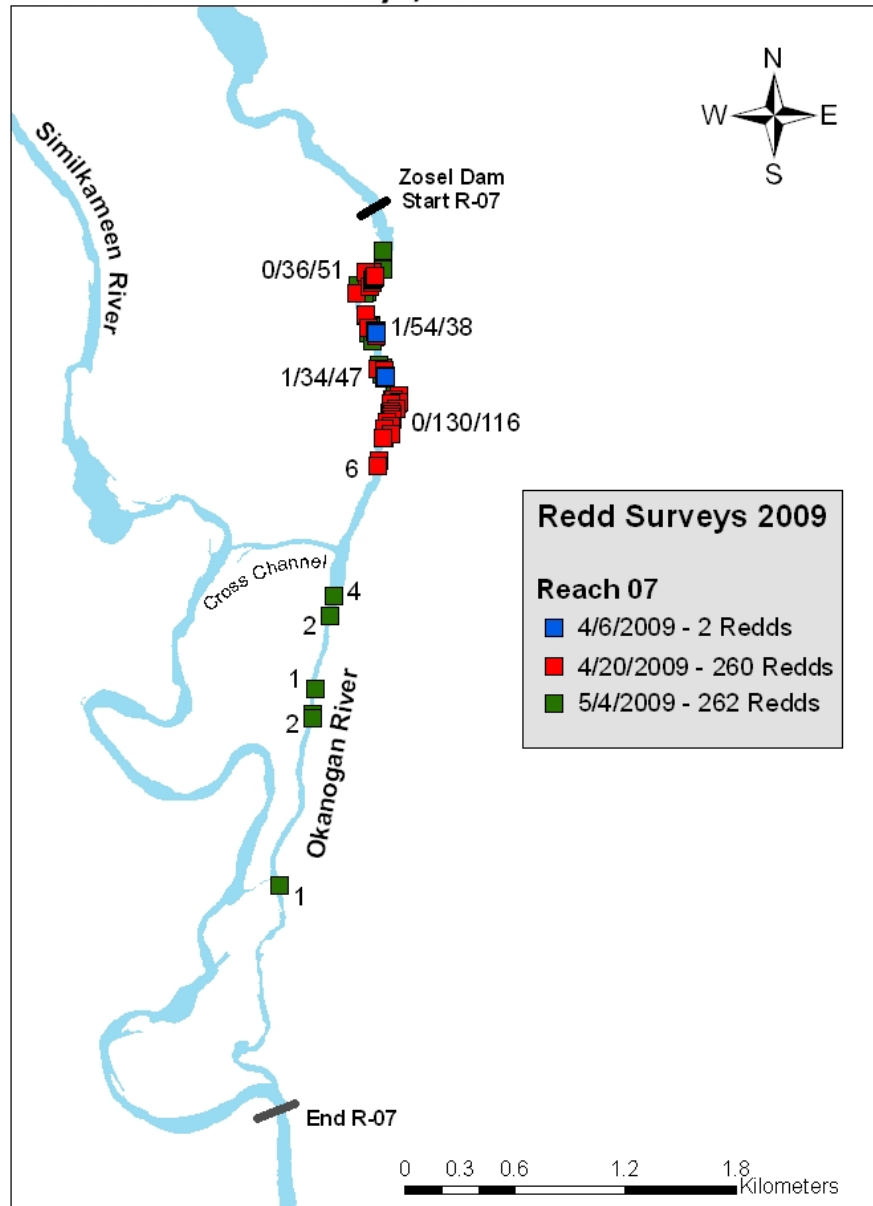 N
W E
S
Similkameen River
Zosel Dam
Start R-07
0/36/51
1/54/38
1/34/47
0/130/116
6
Redd Surveys 2009
Reach 07
4/6/2009 - 2 Redds
4/20/2009 - 260 Redds
5/4/2009 - 262 Redds
Cross Channel
4
2
1
2
Okanogan River
1
End R-07
0 0.3 0.6 1.2 1.8
Kilometers